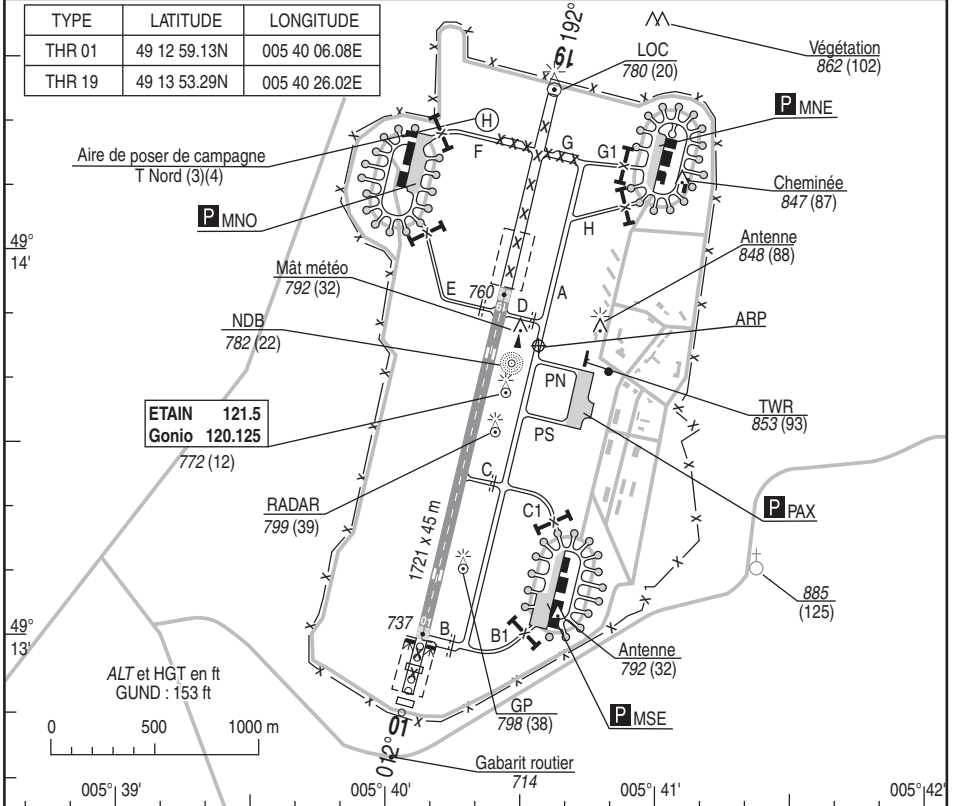 TYPE LATITUDE LONGITUDE
THR 01 49 12 59.13N 005 40 06.08E
THR 19 49 13 53.29N 005 40 26.02E
192°
19
LOC
780 (20)
Végétation
862 (102)
P MNE
H
Aire de poser de campagne
T Nord (3)(4)
F
G
G1
Cheminée
847 (87)
P MNO
H
Antenne
848 (88)
49°
14'
Mât météo
792 (32)
E
760
19
D
A
NDB
782 (22)
ARP
PN
ETAIN 121.5
Gonio 120.125
772 (12)
PS
TWR
853 (93)
C
RADAR
799 (39)
C1
P PAX
1721 x 45 m
885
(125)
49°
13'
737
01
B
B1
Antenne
792 (32)
ALT et HGT en ft
GUND : 153 ft
GP
798 (38)
P MSE
0 500 1000 m
01
012°
Gabarit routier
714
005° 39' 005° 40' 005° 41' 005° 42'